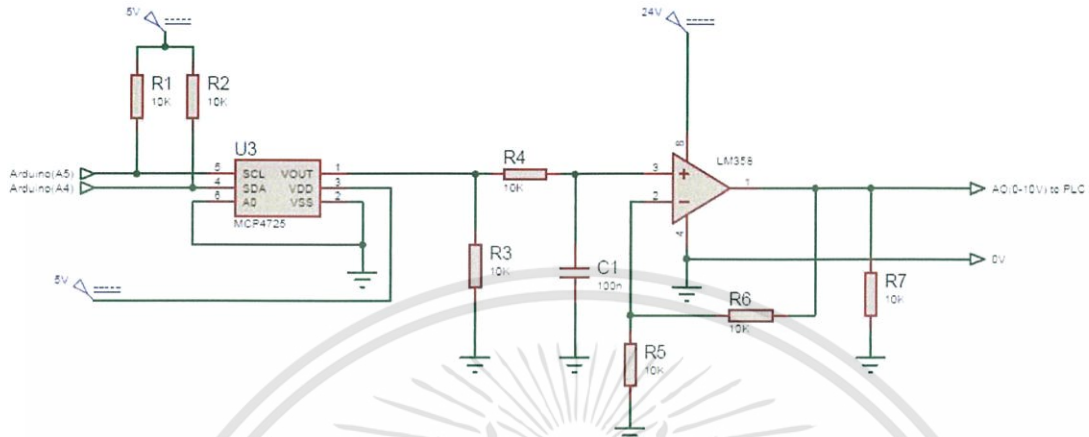 5V
24V
R1
10K
R2
10K
U3
R4
10K
LM358
Arduino(A5)
Arduino(A4)
5 SCL VOUT 1
4 SDA VDD 3
6 A0 VSS 2
MCP4725
3
2
8
4
1
AO(0-10V) to PLC
0V
5V
R3
10K
C1
100n
R6
10K
R7
10K
R5
10K